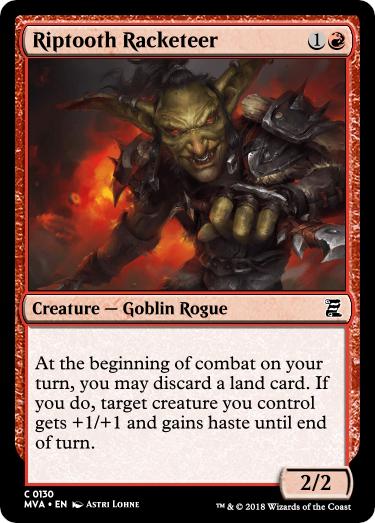 Riptooth Racketeer 1
Creature — Goblin Rogue
At the beginning of combat on your
turn, you may discard a land card. If
you do, target creature you control
gets +1/+1 and gains haste until end
of turn.
2/2
C 0130
MVA • EN Astri Lohne
™ & © 2018 Wizards of the Coast